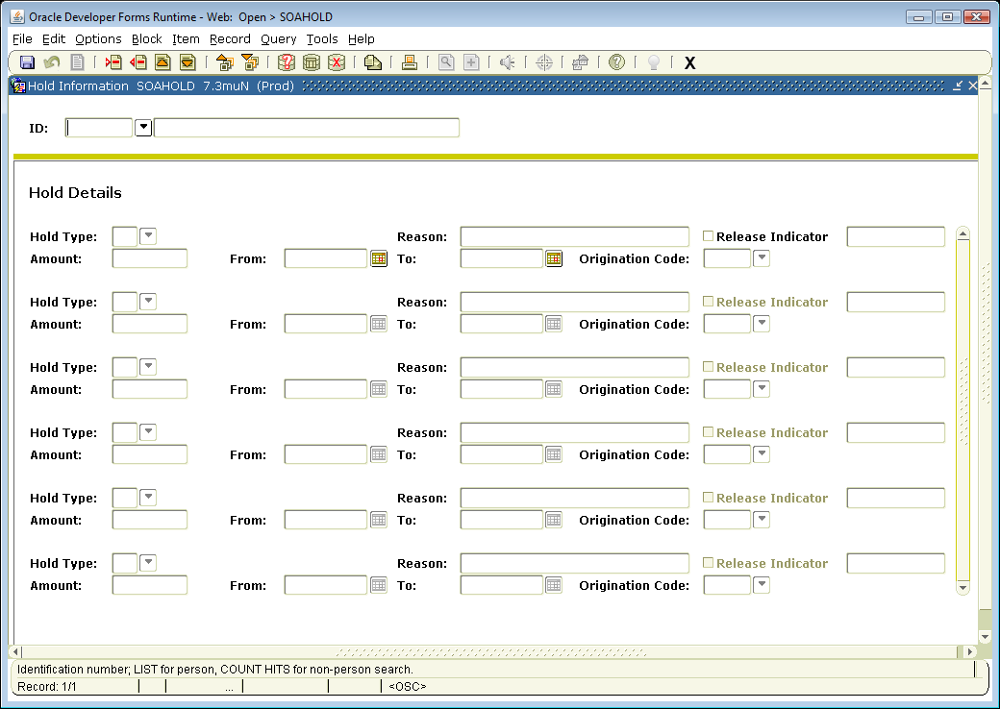 Oracle Developer Forms Runtime - Web: Open > SOAHOLD
File Edit Options Block Item Record Query Tools Help
X
Hold Information SOAHOLD 7.3muN (Prod)
ID:
Hold Details
Hold Type: Reason: Release Indicator
Amount: From: To: Origination Code:
Hold Type: Reason: Release Indicator
Amount: From: To: Origination Code:
Hold Type: Reason: Release Indicator
Amount: From: To: Origination Code:
Hold Type: Reason: Release Indicator
Amount: From: To: Origination Code:
Hold Type: Reason: Release Indicator
Amount: From: To: Origination Code:
Hold Type: Reason: Release Indicator
Amount: From: To: Origination Code:
Identification number; LIST for person, COUNT HITS for non-person search.
Record: 1/1 ... <OSC>